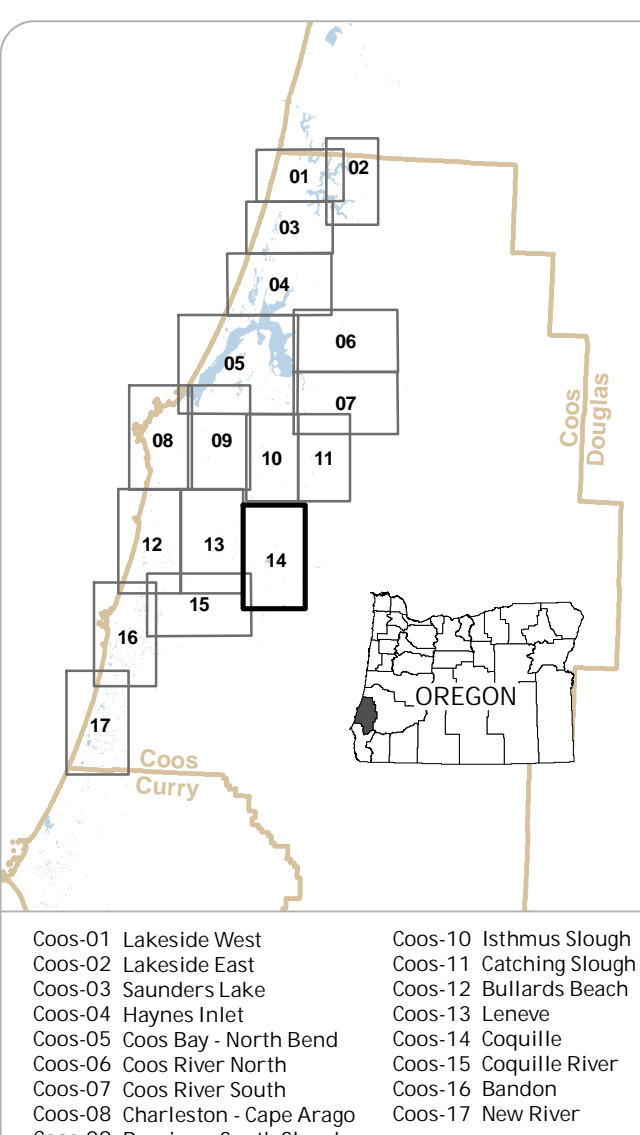 01
02
03
04
05
06
07
08
09
10
11
12
13
14
15
16
17
Coos
Douglas
OREGON
Coos
Curry
Coos-01 Lakeside West
Coos-02 Lakeside East
Coos-03 Saunders Lake
Coos-04 Haynes Inlet
Coos-05 Coos Bay - North Bend
Coos-06 Coos River North
Coos-07 Coos River South
Coos-08 Charleston - Cape Arago
Coos-10 Isthmus Slough
Coos-11 Catching Slough
Coos-12 Bullards Beach
Coos-13 Leneve
Coos-14 Coquille
Coos-15 Coquille River
Coos-16 Bandon
Coos-17 New River